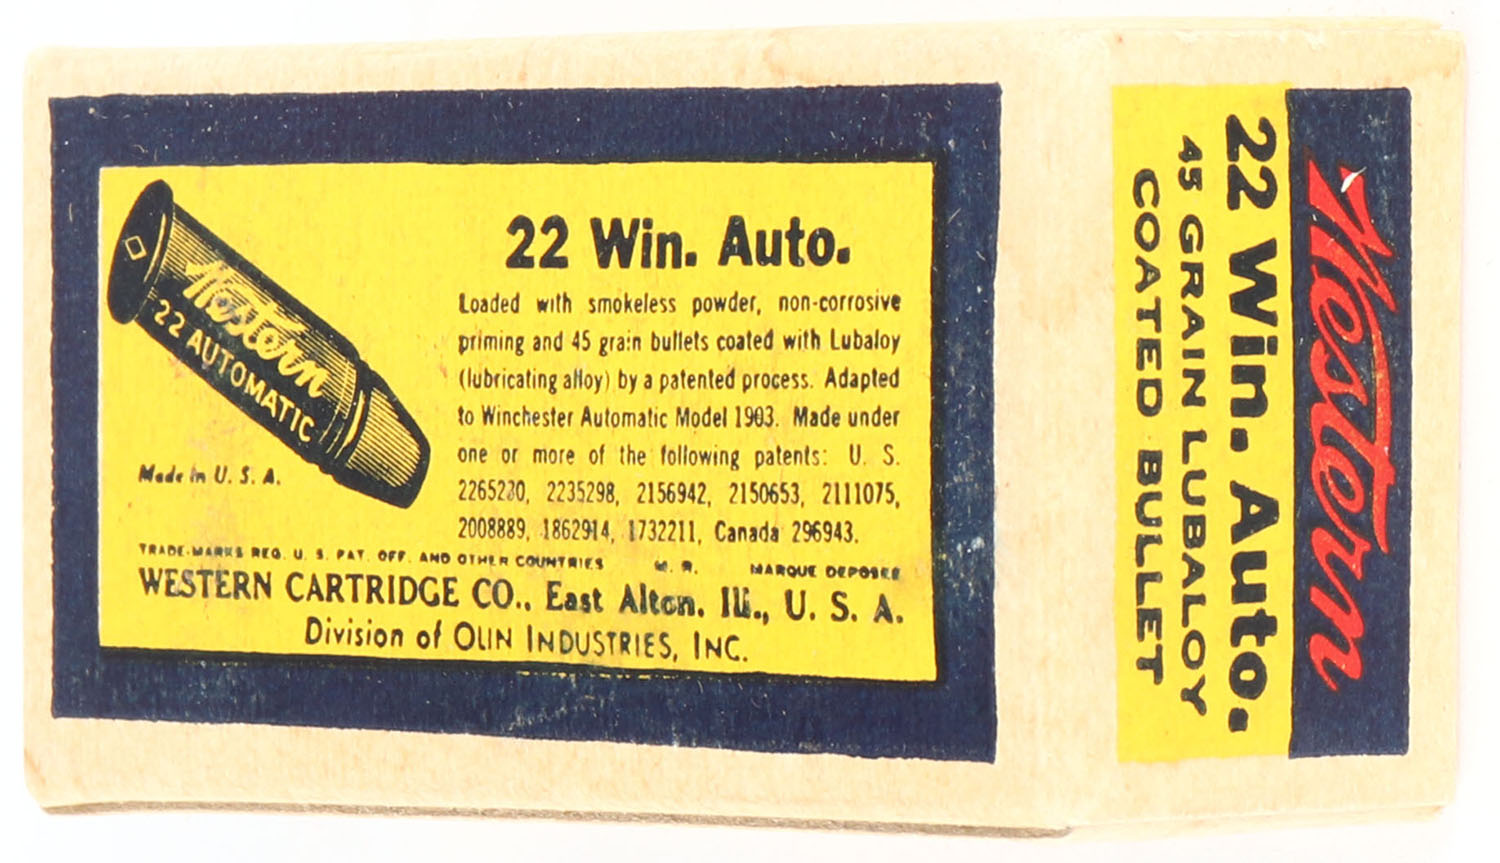 Western
22 AUTOMATIC
Made in U. S. A.
22 Win. Auto.
Loaded with smokeless powder, non-corrosive
priming and 45 grain bullets coated with Lubaloy
(lubricating alloy) by a patented process. Adapted
to Winchester Automatic Model 1903. Made under
one or more of the following patents: U. S.
2265220, 2235298, 2156942, 2150653, 2111075,
2008889, 1862914, 1732211, Canada 296943.
TRADE-MARKS REG. U. S. PAT. OFF. AND OTHER COUNTRIES M. R. MARQUE DEPOSEE
WESTERN CARTRIDGE CO., East Alton, Ill., U. S. A.
Division of OLIN INDUSTRIES, INC.
Western
22 Win. Auto.
45 GRAIN LUBALOY
COATED BULLET